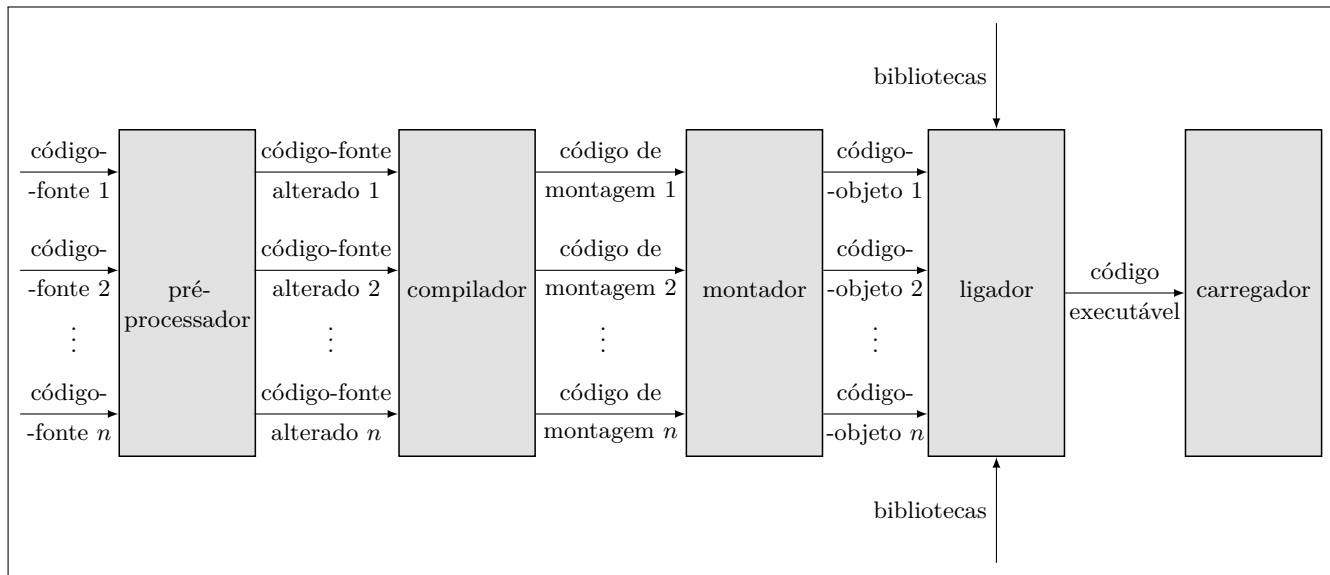 bibliotecas
código-
-fonte 1
código-fonte
alterado 1
código de
montagem 1
código-
-objeto 1
código-
-fonte 2
código-fonte
alterado 2
código de
montagem 2
código-
-objeto 2
pré-
processador
compilador
montador
ligador
código
executável
carregador
código-
-fonte n
código-fonte
alterado n
código de
montagem n
código-
-objeto n
bibliotecas